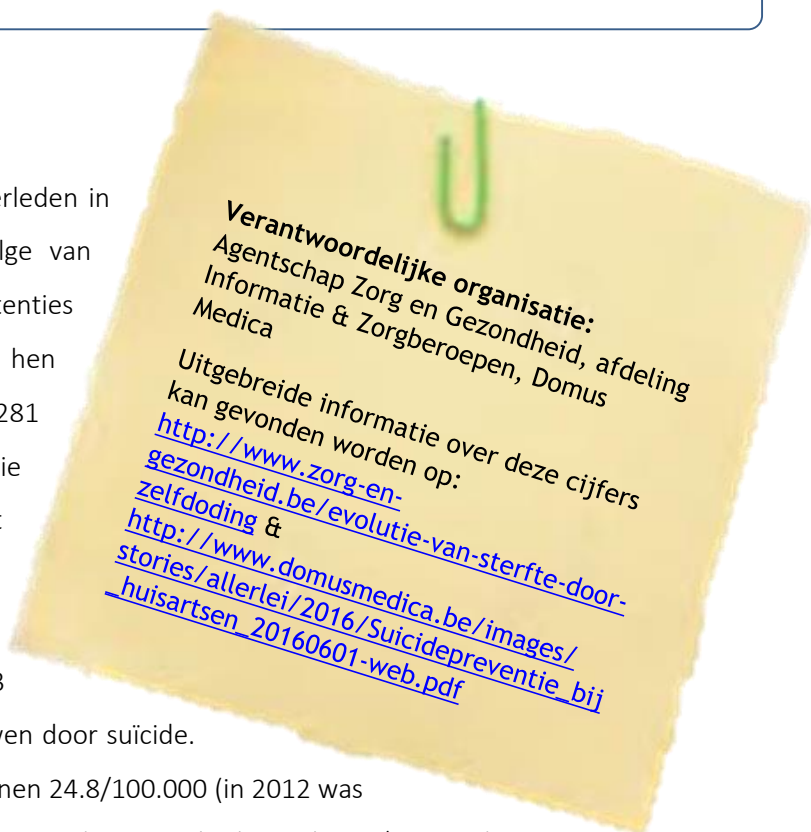 erleden in
lge van
tenties
hen
281
ie
t
3
ven door suïcide.
nen 24.8/100.000 (in 2012 was
Verantwoordelijke organisatie:
Agentschap Zorg en Gezondheid, afdeling
Informatie & Zorgberoepen, Domus
Medica
Uitgebreide informatie over deze cijfers
kan gevonden worden op:
http://www.zorg-en-
gezondheid.be/evolutie-van-sterfte-door-
zelfdoding &
http://www.domusmedica.be/images/
stories/allerlei/2016/Suicidepreventie_bij
_huisartsen_20160601-web.pdf